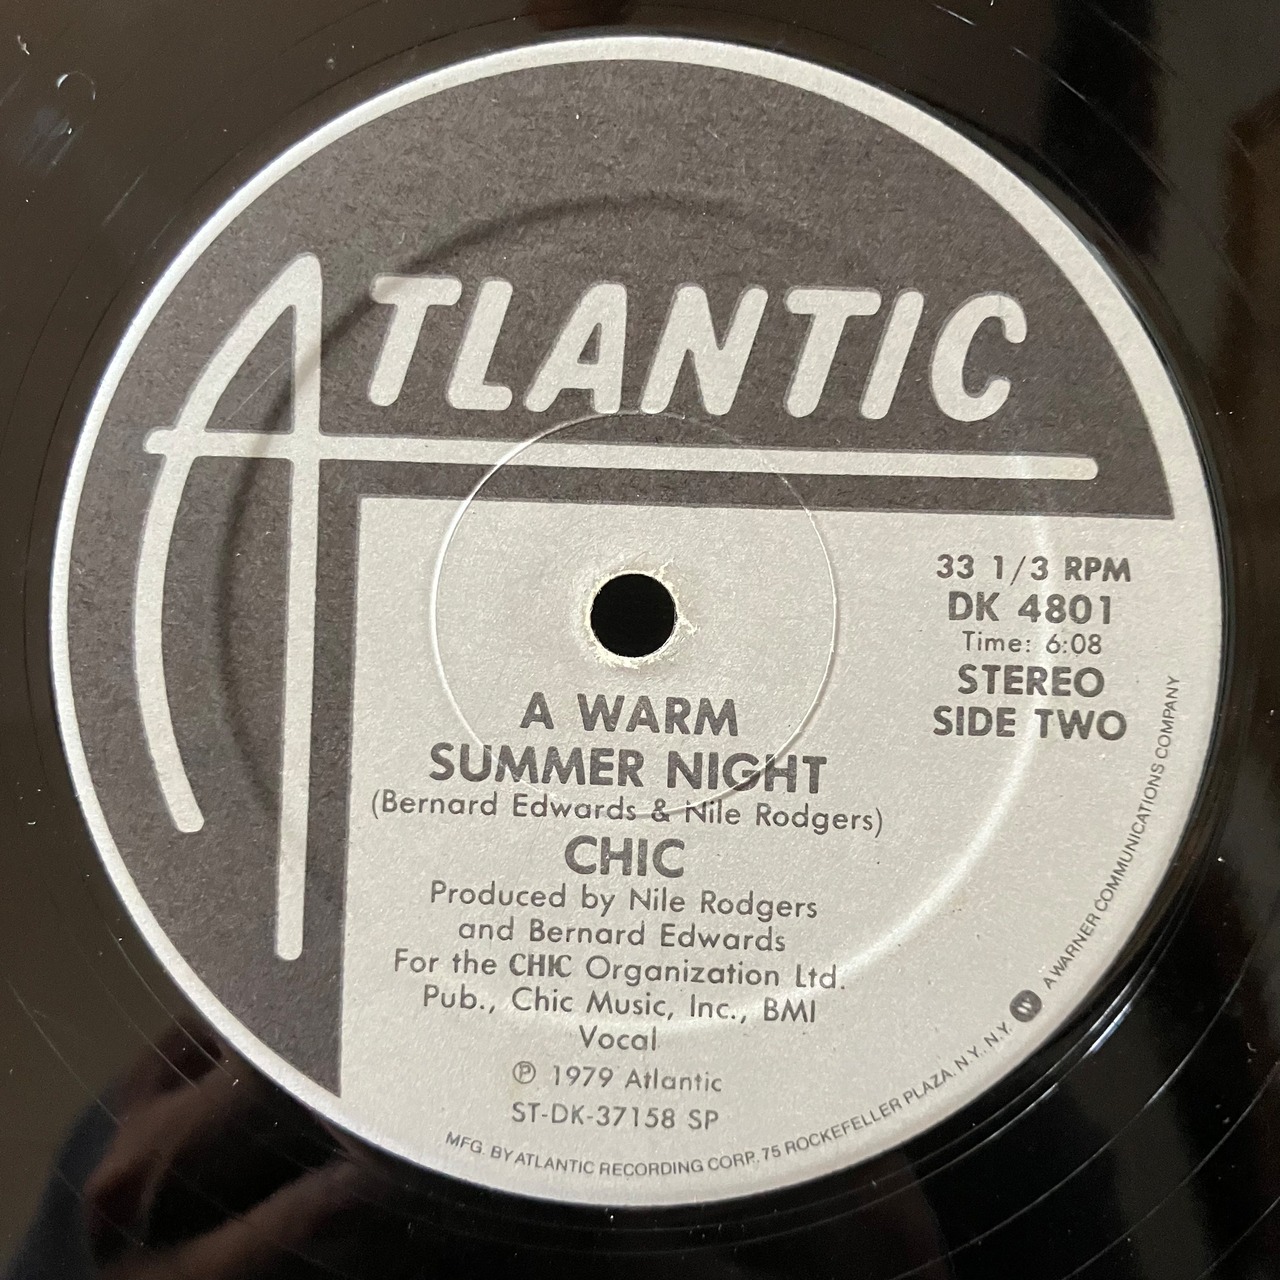 ATLANTIC
33 1/3 RPM
DK 4801
Time: 6:08
STEREO
SIDE TWO
A WARM
SUMMER NIGHT
(Bernard Edwards & Nile Rodgers)
CHIC
Produced by Nile Rodgers
and Bernard Edwards
For the CHIC Organization Ltd.
Pub., Chic Music, Inc., BMI
Vocal
℗ 1979 Atlantic
ST-DK-37158 SP
MFG. BY ATLANTIC RECORDING CORP. 75 ROCKEFELLER PLAZA. N.Y.. N.Y. W A WARNER COMMUNICATIONS COMPANY